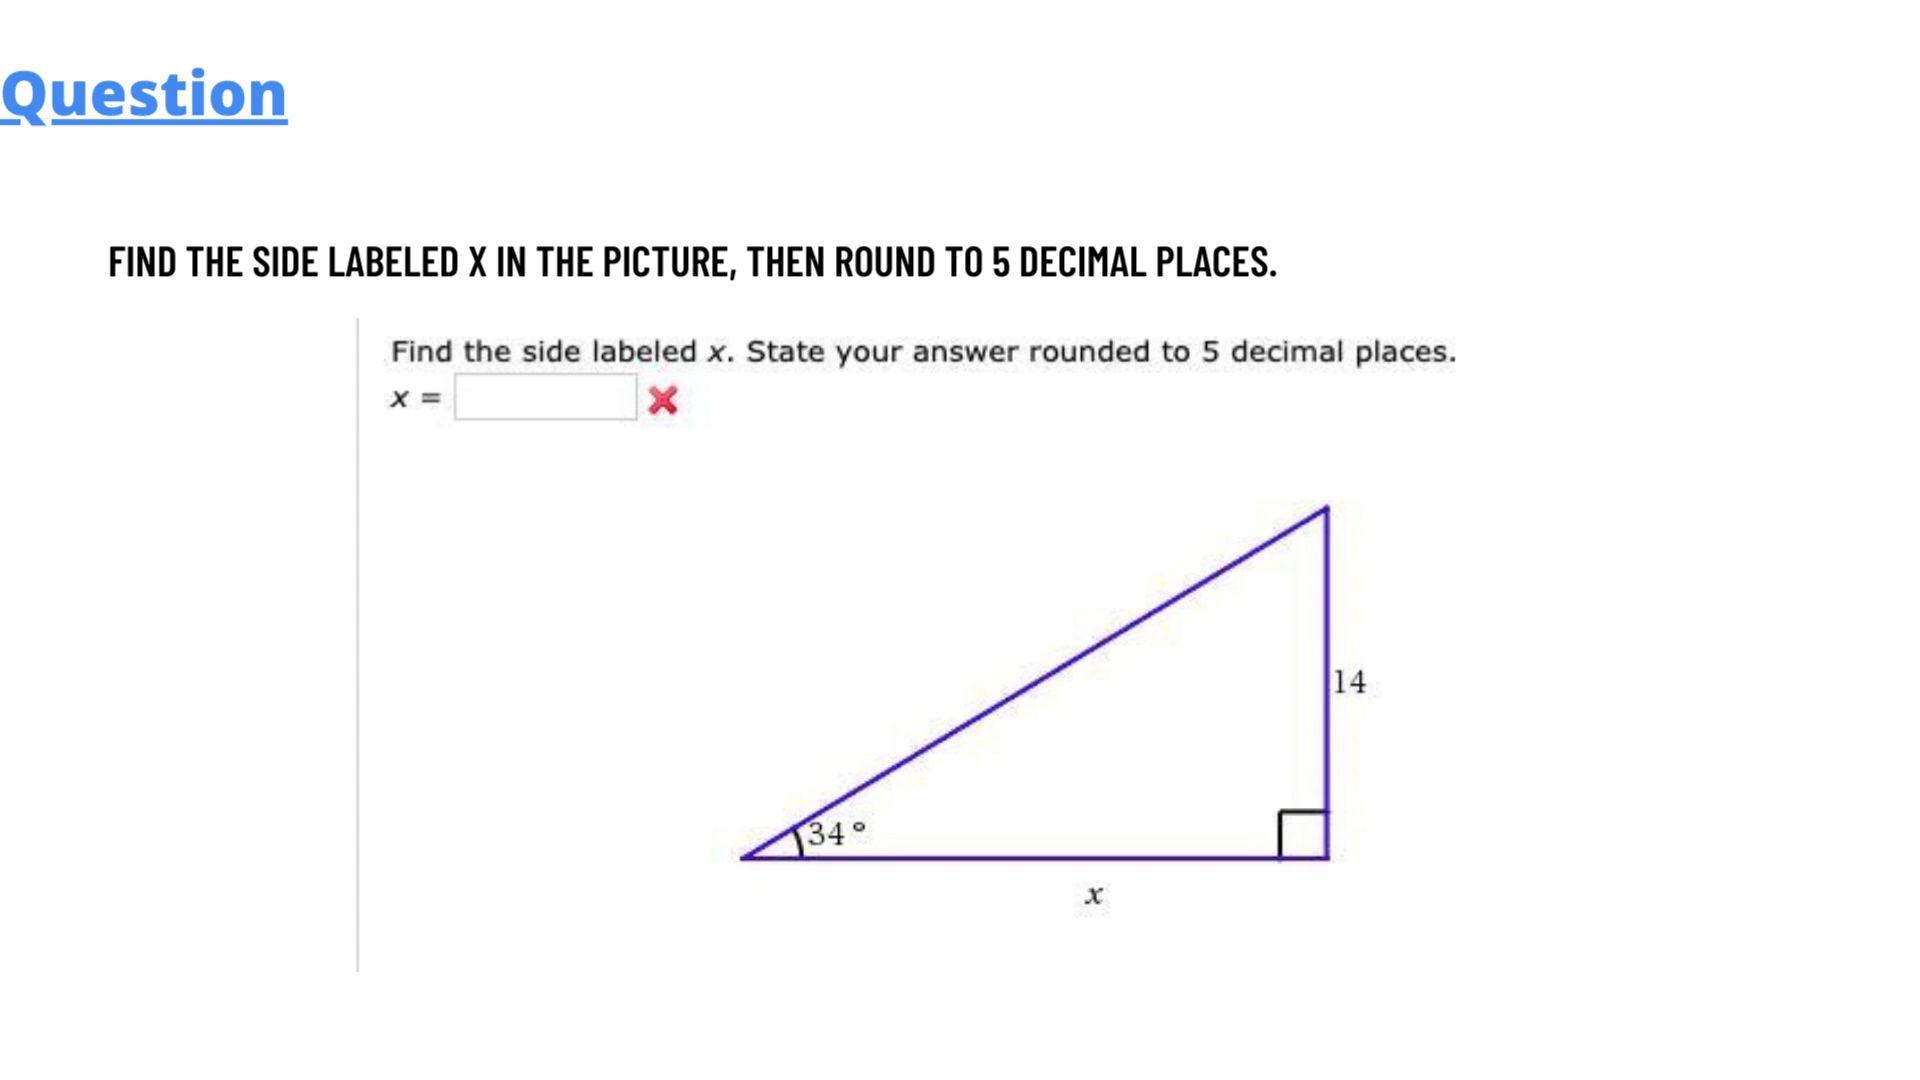 Question
FIND THE SIDE LABELED X IN THE PICTURE, THEN ROUND TO 5 DECIMAL PLACES.
Find the side labeled x. State your answer rounded to 5 decimal places.
x =
14
34°
x